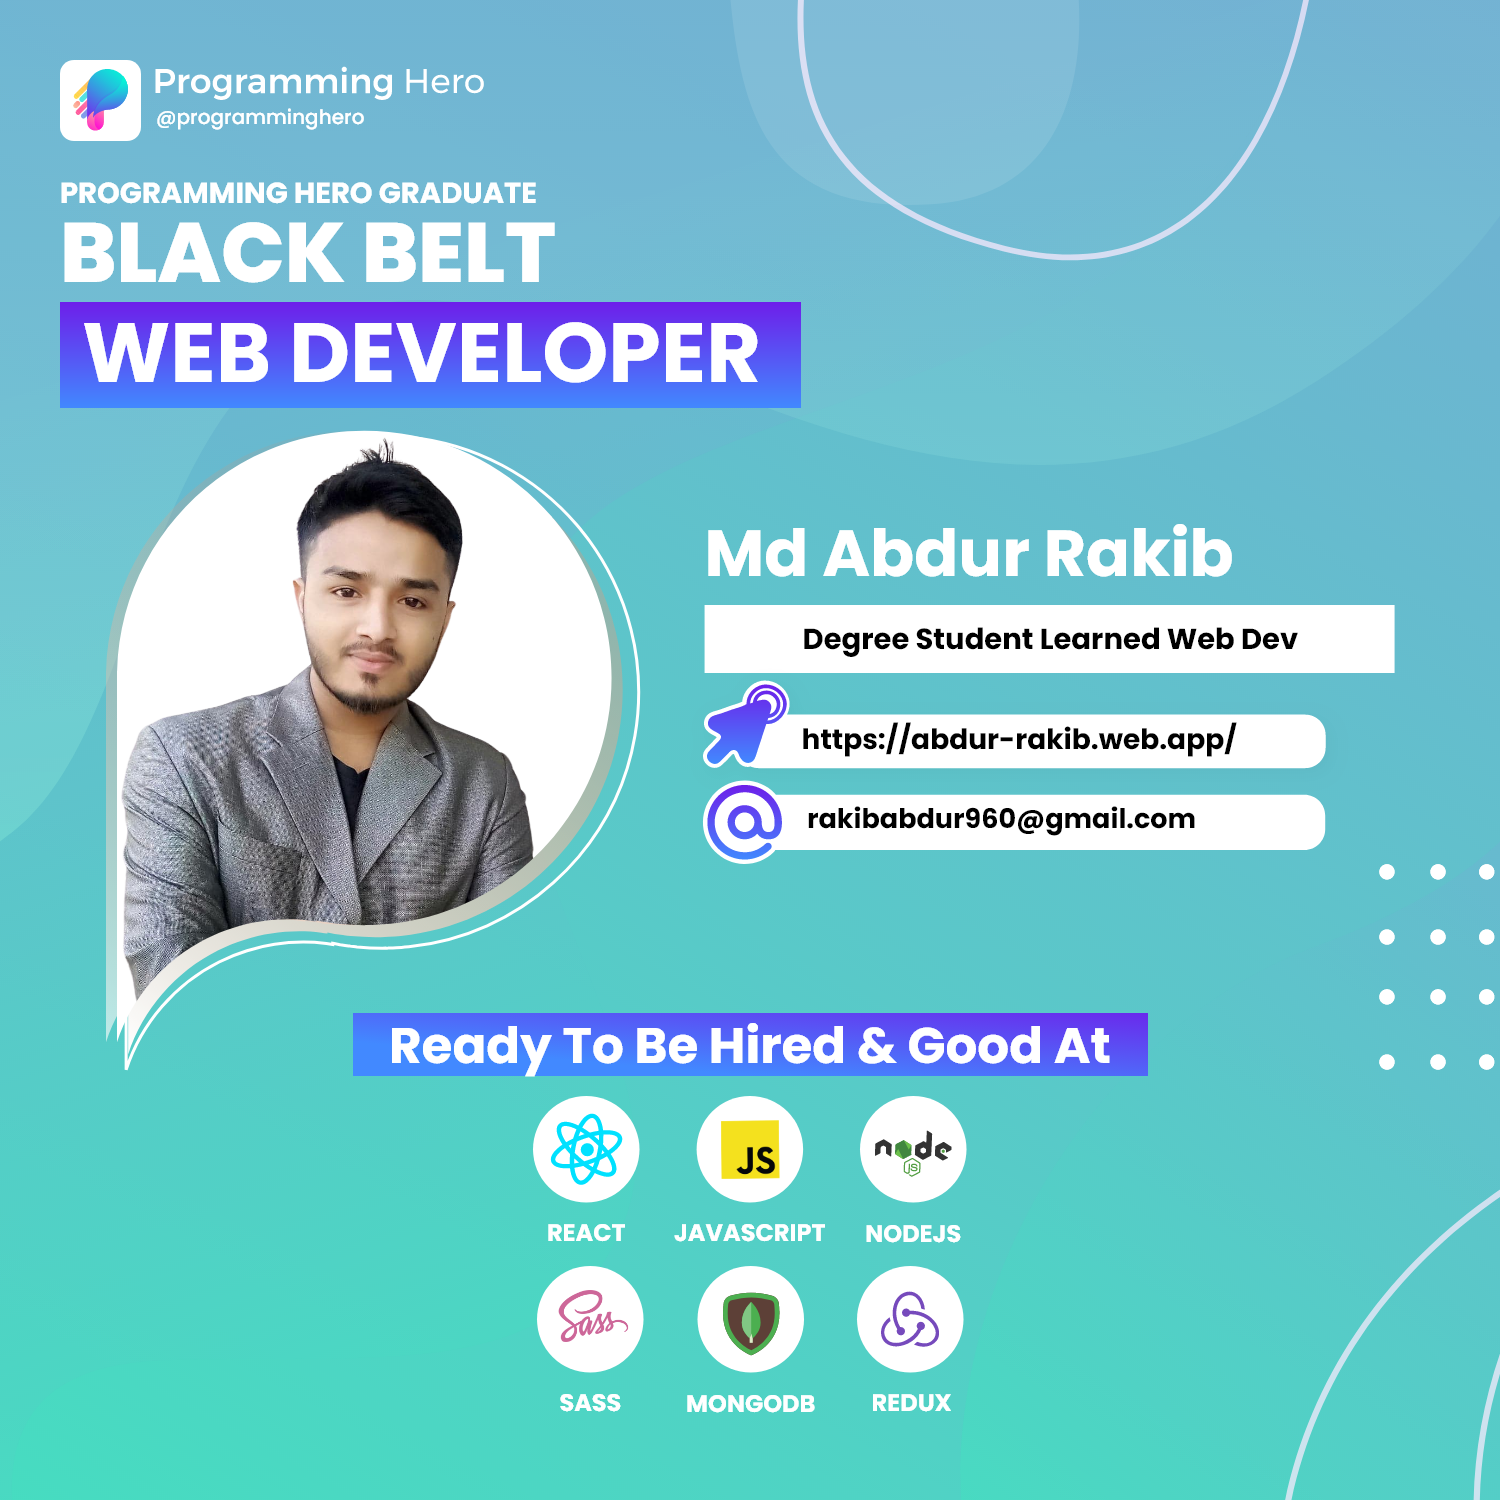 Programming Hero
@programminghero
PROGRAMMING HERO GRADUATE
BLACK BELT
WEB DEVELOPER
Md Abdur Rakib
Degree Student Learned Web Dev
https://abdur-rakib.web.app/
rakibabdur960@gmail.com
Ready To Be Hired & Good At
JS
node
JS
REACT JAVASCRIPT NODEJS
Sass
SASS MONGODB REDUX